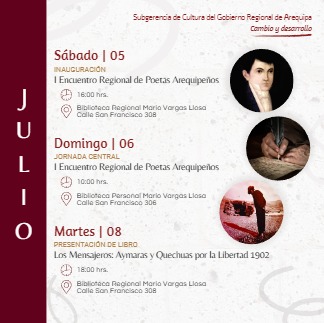 Subgerencia de Cultura del Gobierno Regional de Arequipa
Cambio y desarrollo
JULIO
Sábado | 05
INAUGURACIÓN
I Encuentro Regional de Poetas Arequipeños
16:00 hrs.
Biblioteca Regional Mario Vargas Llosa
Calle San Francisco 308
Domingo | 06
JORNADA CENTRAL
I Encuentro Regional de Poetas Arequipeños
10:00 hrs.
Biblioteca Personal Mario Vargas Llosa
Calle San Francisco 306
Martes | 08
PRESENTACIÓN DE LIBRO
Los Mensajeros: Aymaras y Quechuas por la Libertad 1902
18:00 hrs.
Biblioteca Regional Mario Vargas Llosa
Calle San Francisco 308